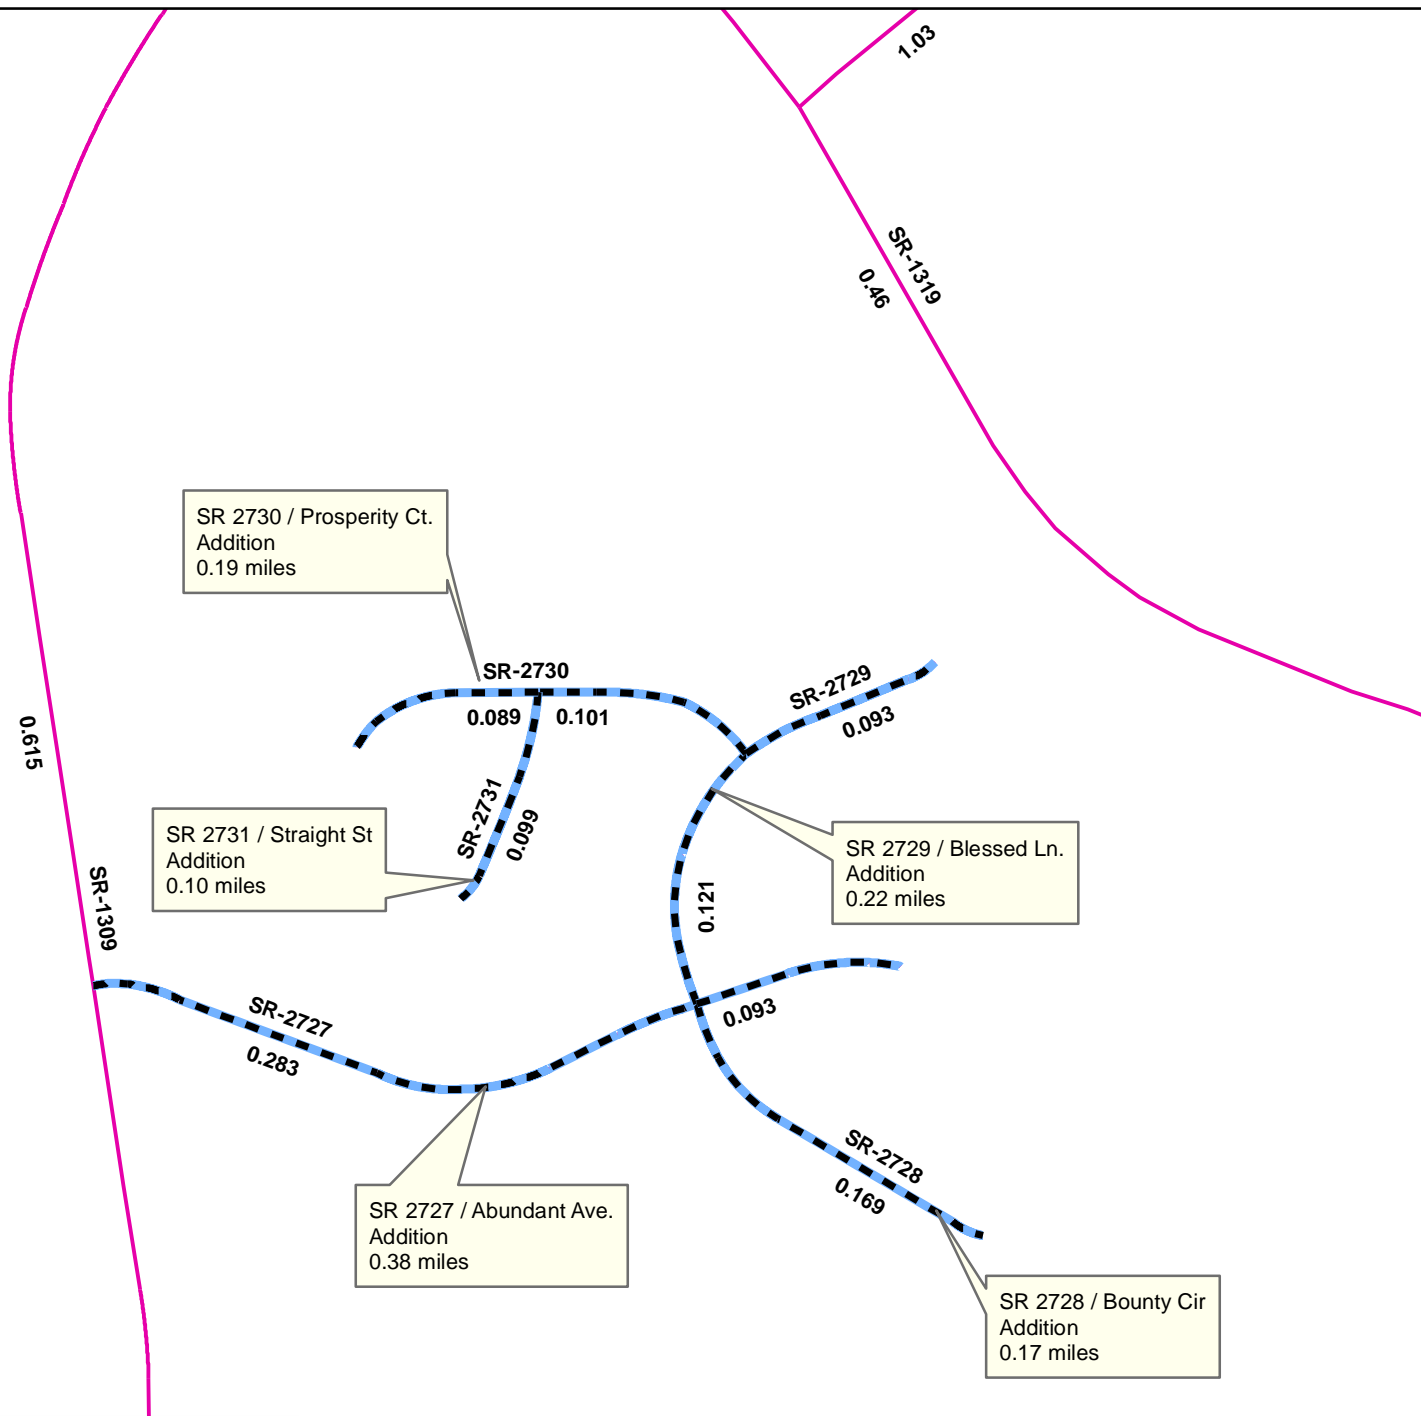 1.03
SR-1319
0.46
SR 2730 / Prosperity Ct.
Addition
0.19 miles
SR-2730
0.089
0.101
SR-2729
0.093
0.615
SR 2731 / Straight St
Addition
0.10 miles
SR-2731
0.099
SR 2729 / Blessed Ln.
Addition
0.22 miles
0.121
SR-1309
SR-2727
0.283
0.093
SR 2727 / Abundant Ave.
Addition
0.38 miles
SR-2728
0.169
SR 2728 / Bounty Cir
Addition
0.17 miles